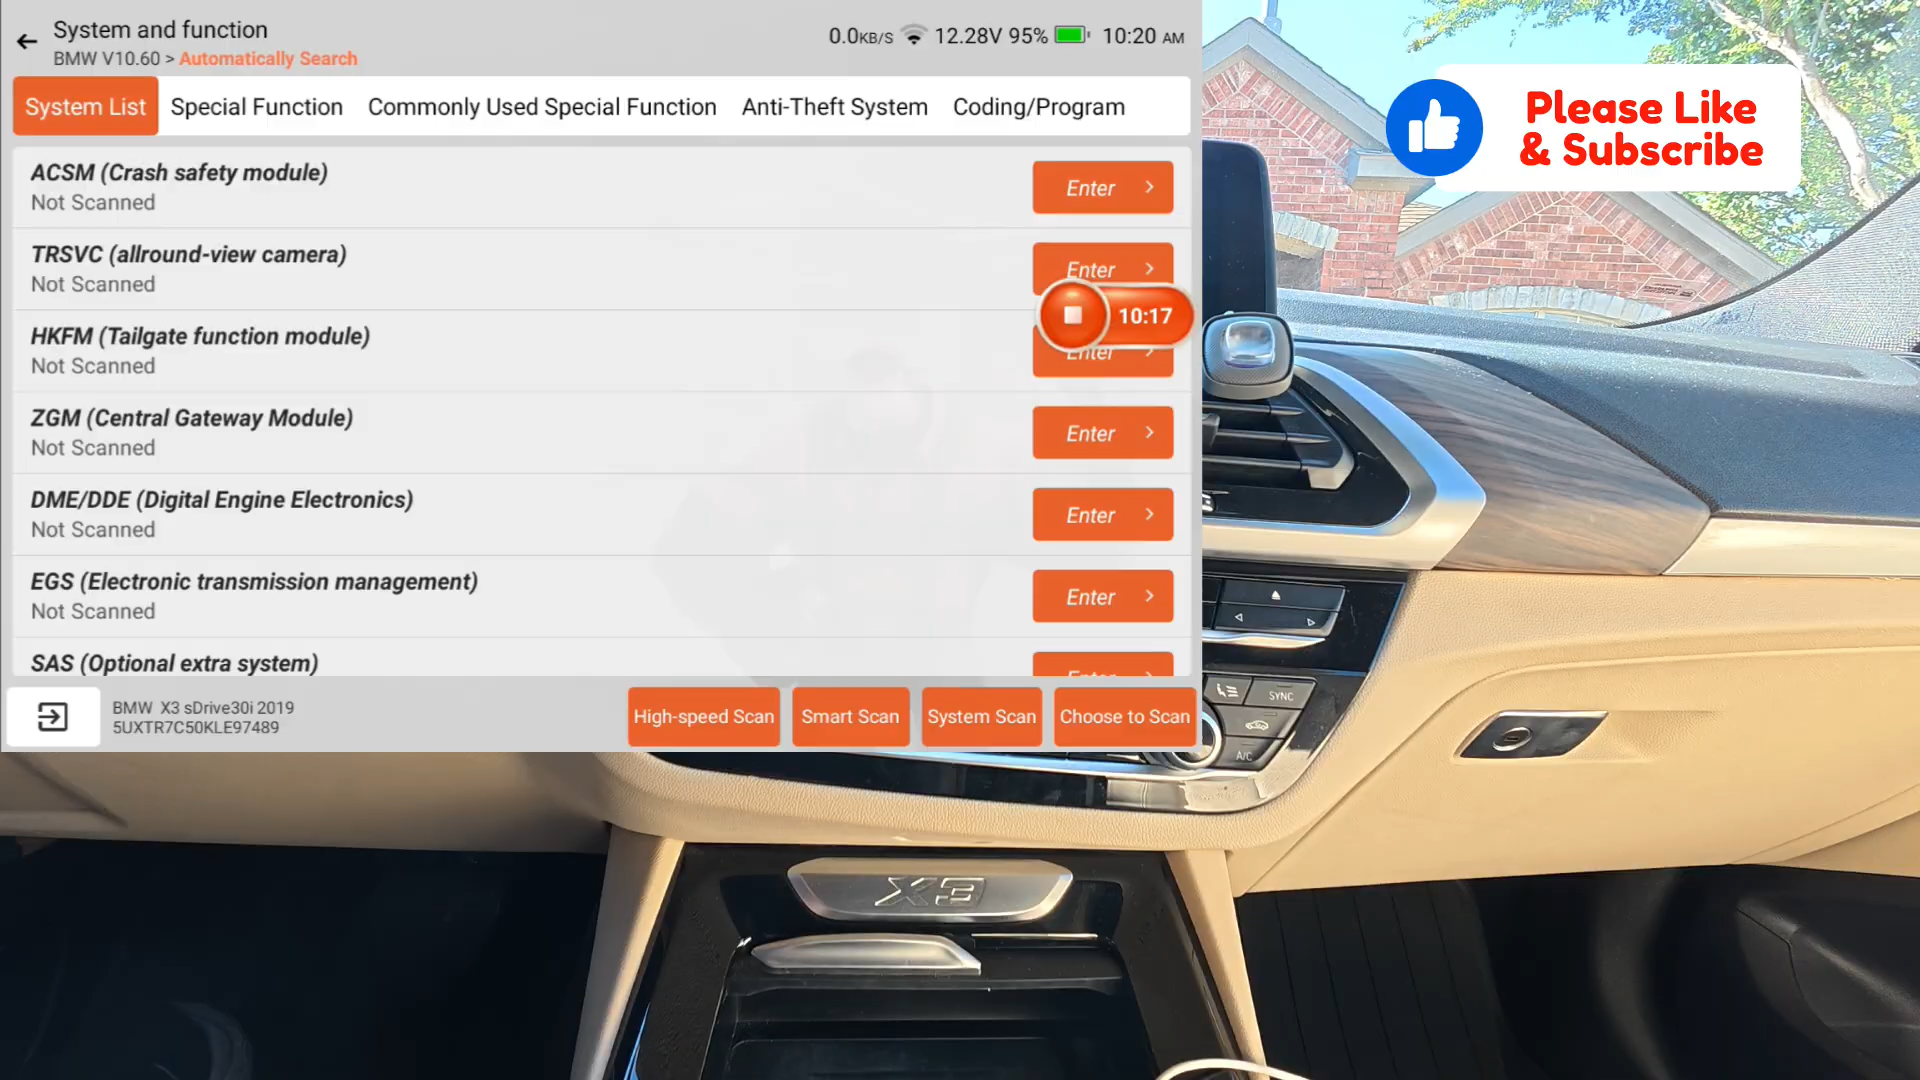 System and function
BMW V10.60 > Automatically Search
0.0KB/S 12.28V 95% 10:20 AM
System List Special Function Commonly Used Special Function Anti-Theft System Coding/Program
ACSM (Crash safety module)
Not Scanned
Enter >
TRSVC (allround-view camera)
Not Scanned
Enter >
10:17
HKFM (Tailgate function module)
Not Scanned
Enter >
ZGM (Central Gateway Module)
Not Scanned
Enter >
DME/DDE (Digital Engine Electronics)
Not Scanned
Enter >
EGS (Electronic transmission management)
Not Scanned
Enter >
SAS (Optional extra system)
Enter
BMW X3 sDrive30i 2019
5UXTR7C50KLE97489
High-speed Scan Smart Scan System Scan Choose to Scan
Please Like
& Subscribe
SYNC
A/C
X3